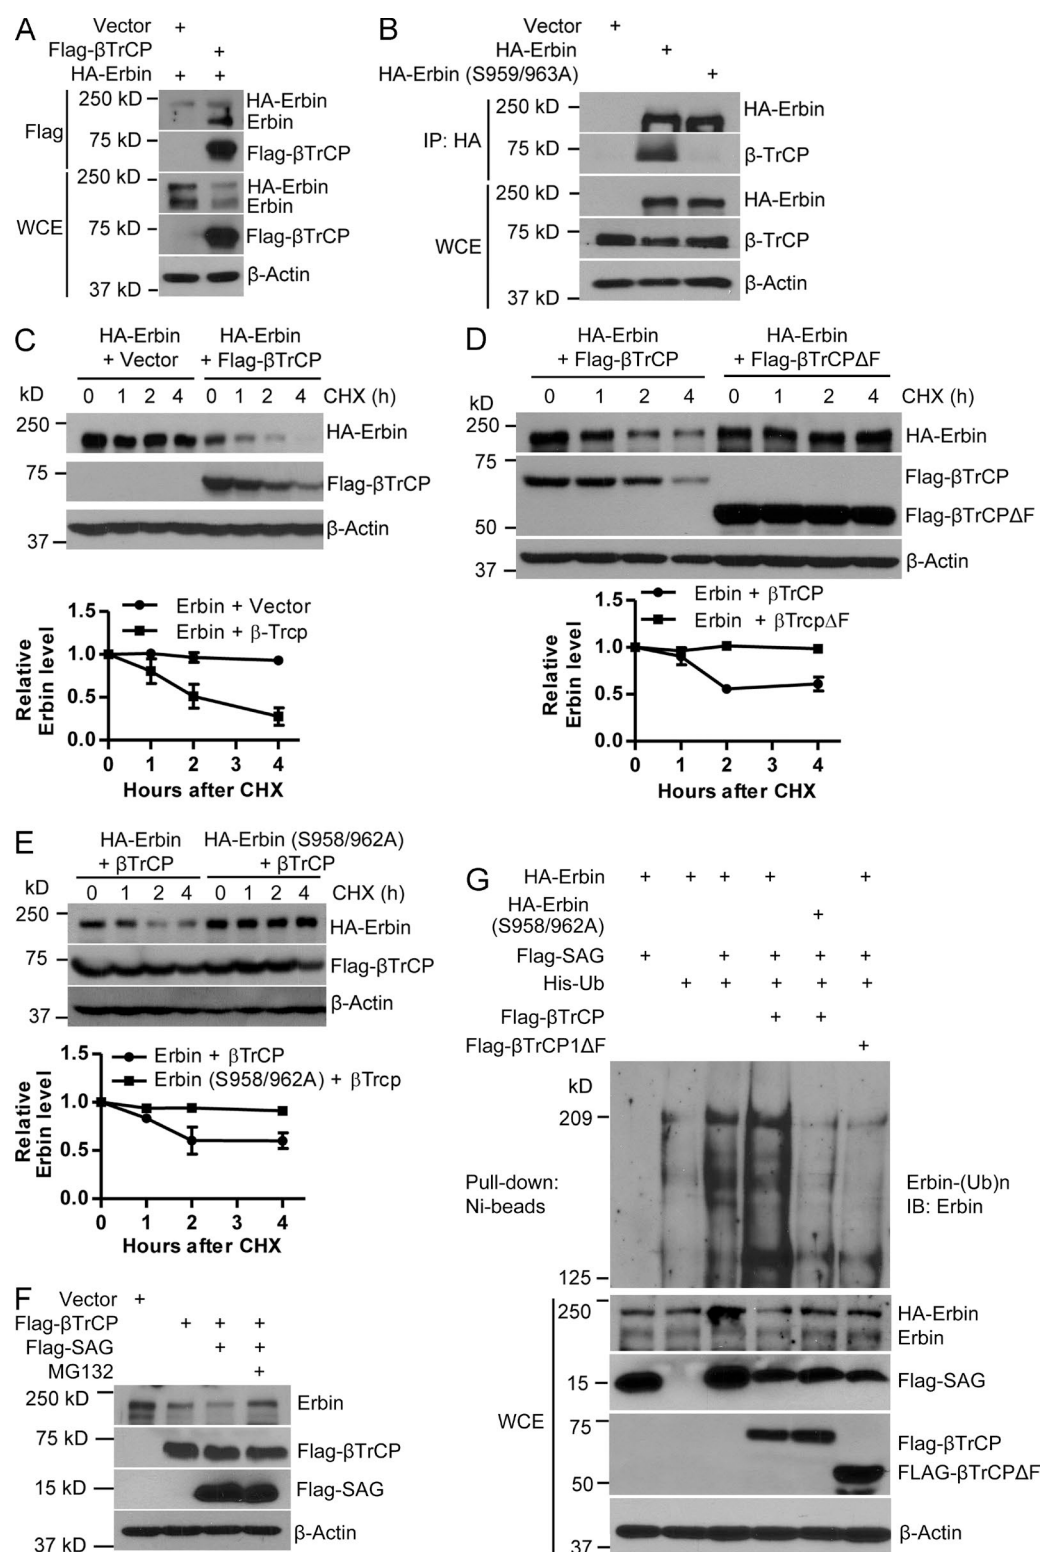 A
Vector +
Flag-βTrCP +
HA-Erbin + +
Flag
250 kD
HA-Erbin
Erbin
75 kD
Flag-βTrCP
WCE
250 kD
HA-Erbin
Erbin
75 kD
Flag-βTrCP
β-Actin
37 kD
B
Vector +
HA-Erbin +
HA-Erbin (S959/963A) +
IP: HA
250 kD
HA-Erbin
75 kD
β-TrCP
WCE
250 kD
HA-Erbin
75 kD
β-TrCP
β-Actin
37 kD
C
HA-Erbin HA-Erbin
+ Vector + Flag-βTrCP
kD
0 1 2 4 0 1 2 4 CHX (h)
250
HA-Erbin
75
Flag-βTrCP
β-Actin
37
Erbin + Vector
Erbin + β-Trcp
Relative
Erbin level
1.5
1.0
0.5
0.0
0 1 2 3 4
Hours after CHX
D
HA-Erbin HA-Erbin
+ Flag-βTrCP + Flag-βTrCPΔF
kD
0 1 2 4 0 1 2 4 CHX (h)
250
HA-Erbin
75
Flag-βTrCP
Flag-βTrCPΔF
50
β-Actin
37
Erbin + βTrCP
Erbin + βTrcpΔF
Relative
Erbin level
1.5
1.0
0.5
0.0
0 1 2 3 4
Hours after CHX
E
HA-Erbin HA-Erbin (S958/962A)
+ βTrCP + βTrCP
kD
0 1 2 4 0 1 2 4 CHX (h)
250
HA-Erbin
75
Flag-βTrCP
β-Actin
37
Erbin + βTrCP
Erbin (S958/962A) + βTrcp
Relative
Erbin level
1.5
1.0
0.5
0.0
0 1 2 3 4
Hours after CHX
F
Vector +
Flag-βTrCP + + +
Flag-SAG + +
MG132 +
250 kD
Erbin
75 kD
Flag-βTrCP
15 kD
Flag-SAG
β-Actin
37 kD
G
HA-Erbin + + + + +
HA-Erbin
(S958/962A) +
Flag-SAG + + + + +
His-Ub + + + + +
Flag-βTrCP + +
Flag-βTrCP1ΔF +
kD
209
Pull-down:
Ni-beads
Erbin-(Ub)n
IB: Erbin
125
WCE
250
HA-Erbin
Erbin
15
Flag-SAG
75
Flag-βTrCP
FLAG-βTrCPΔF
50
β-Actin
37